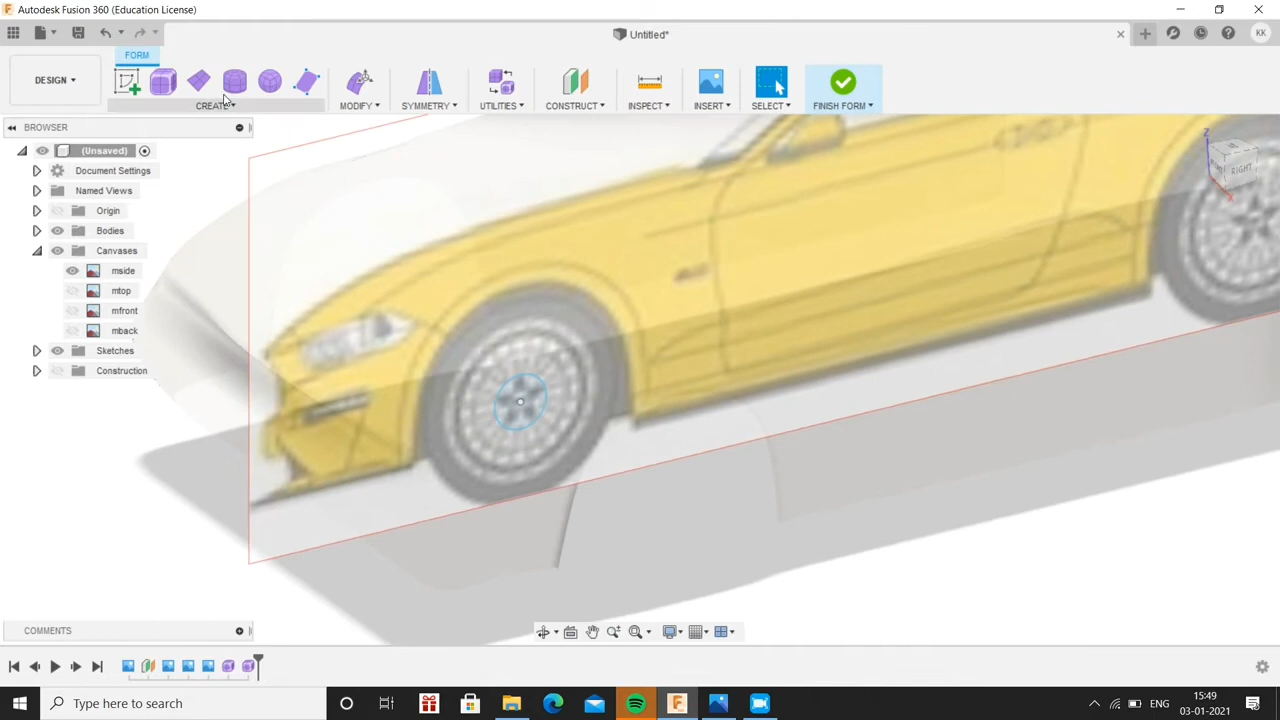 Autodesk Fusion 360 (Education License)
Untitled*
KK
FORM
DESIGN
CREATE
MODIFY
SYMMETRY
UTILITIES
CONSTRUCT
INSPECT
INSERT
SELECT
FINISH FORM
BROWSER
(Unsaved)
Document Settings
Named Views
Origin
Bodies
Canvases
mside
mtop
mfront
mback
Sketches
Construction
Z
RIGHT
X
COMMENTS
Type here to search
ENG
15:49
03-01-2021